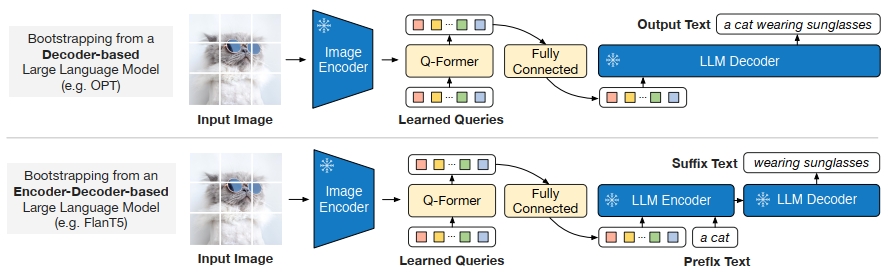 Bootstrapping from a
Decoder-based
Large Language Model
(e.g. OPT)
Input Image
Image
Encoder
Q-Former
...
...
Learned Queries
Fully
Connected
...
Output Text
a cat wearing sunglasses
LLM Decoder
Bootstrapping from an
Encoder-Decoder-based
Large Language Model
(e.g. FlanT5)
Input Image
Image
Encoder
Q-Former
...
...
Learned Queries
Fully
Connected
...
Suffix Text
wearing sunglasses
LLM Encoder
LLM Decoder
a cat
Prefix Text